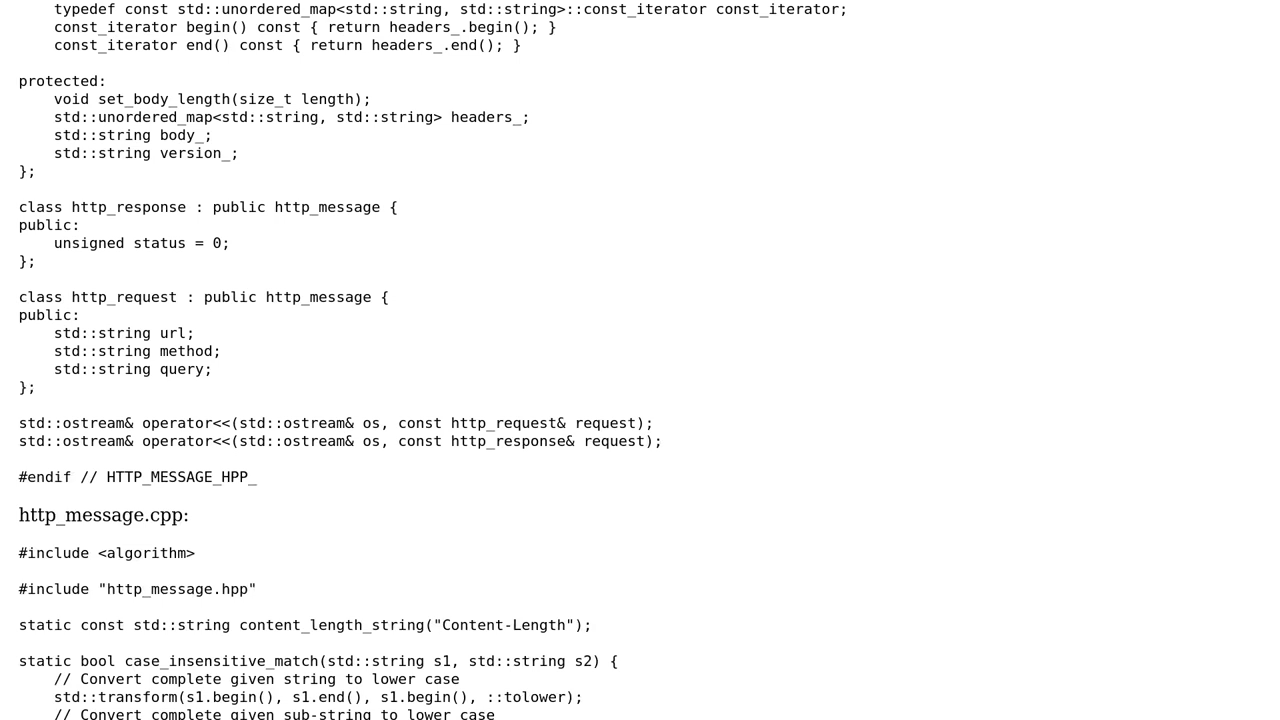 typedef const std::unordered_map<std::string, std::string>::const_iterator const_iterator;
    const_iterator begin() const { return headers_.begin(); }
    const_iterator end() const { return headers_.end(); }

protected:
    void set_body_length(size_t length);
    std::unordered_map<std::string, std::string> headers_;
    std::string body_;
    std::string version_;
};

class http_response : public http_message {
public:
    unsigned status = 0;
};

class http_request : public http_message {
public:
    std::string url;
    std::string method;
    std::string query;
};

std::ostream& operator<<(std::ostream& os, const http_request& request);
std::ostream& operator<<(std::ostream& os, const http_response& request);

#endif // HTTP_MESSAGE_HPP_

http_message.cpp:

#include <algorithm>

#include "http_message.hpp"

static const std::string content_length_string("Content-Length");

static bool case_insensitive_match(std::string s1, std::string s2) {
    // Convert complete given string to lower case
    std::transform(s1.begin(), s1.end(), s1.begin(), ::tolower);
    // Convert complete given sub-string to lower case